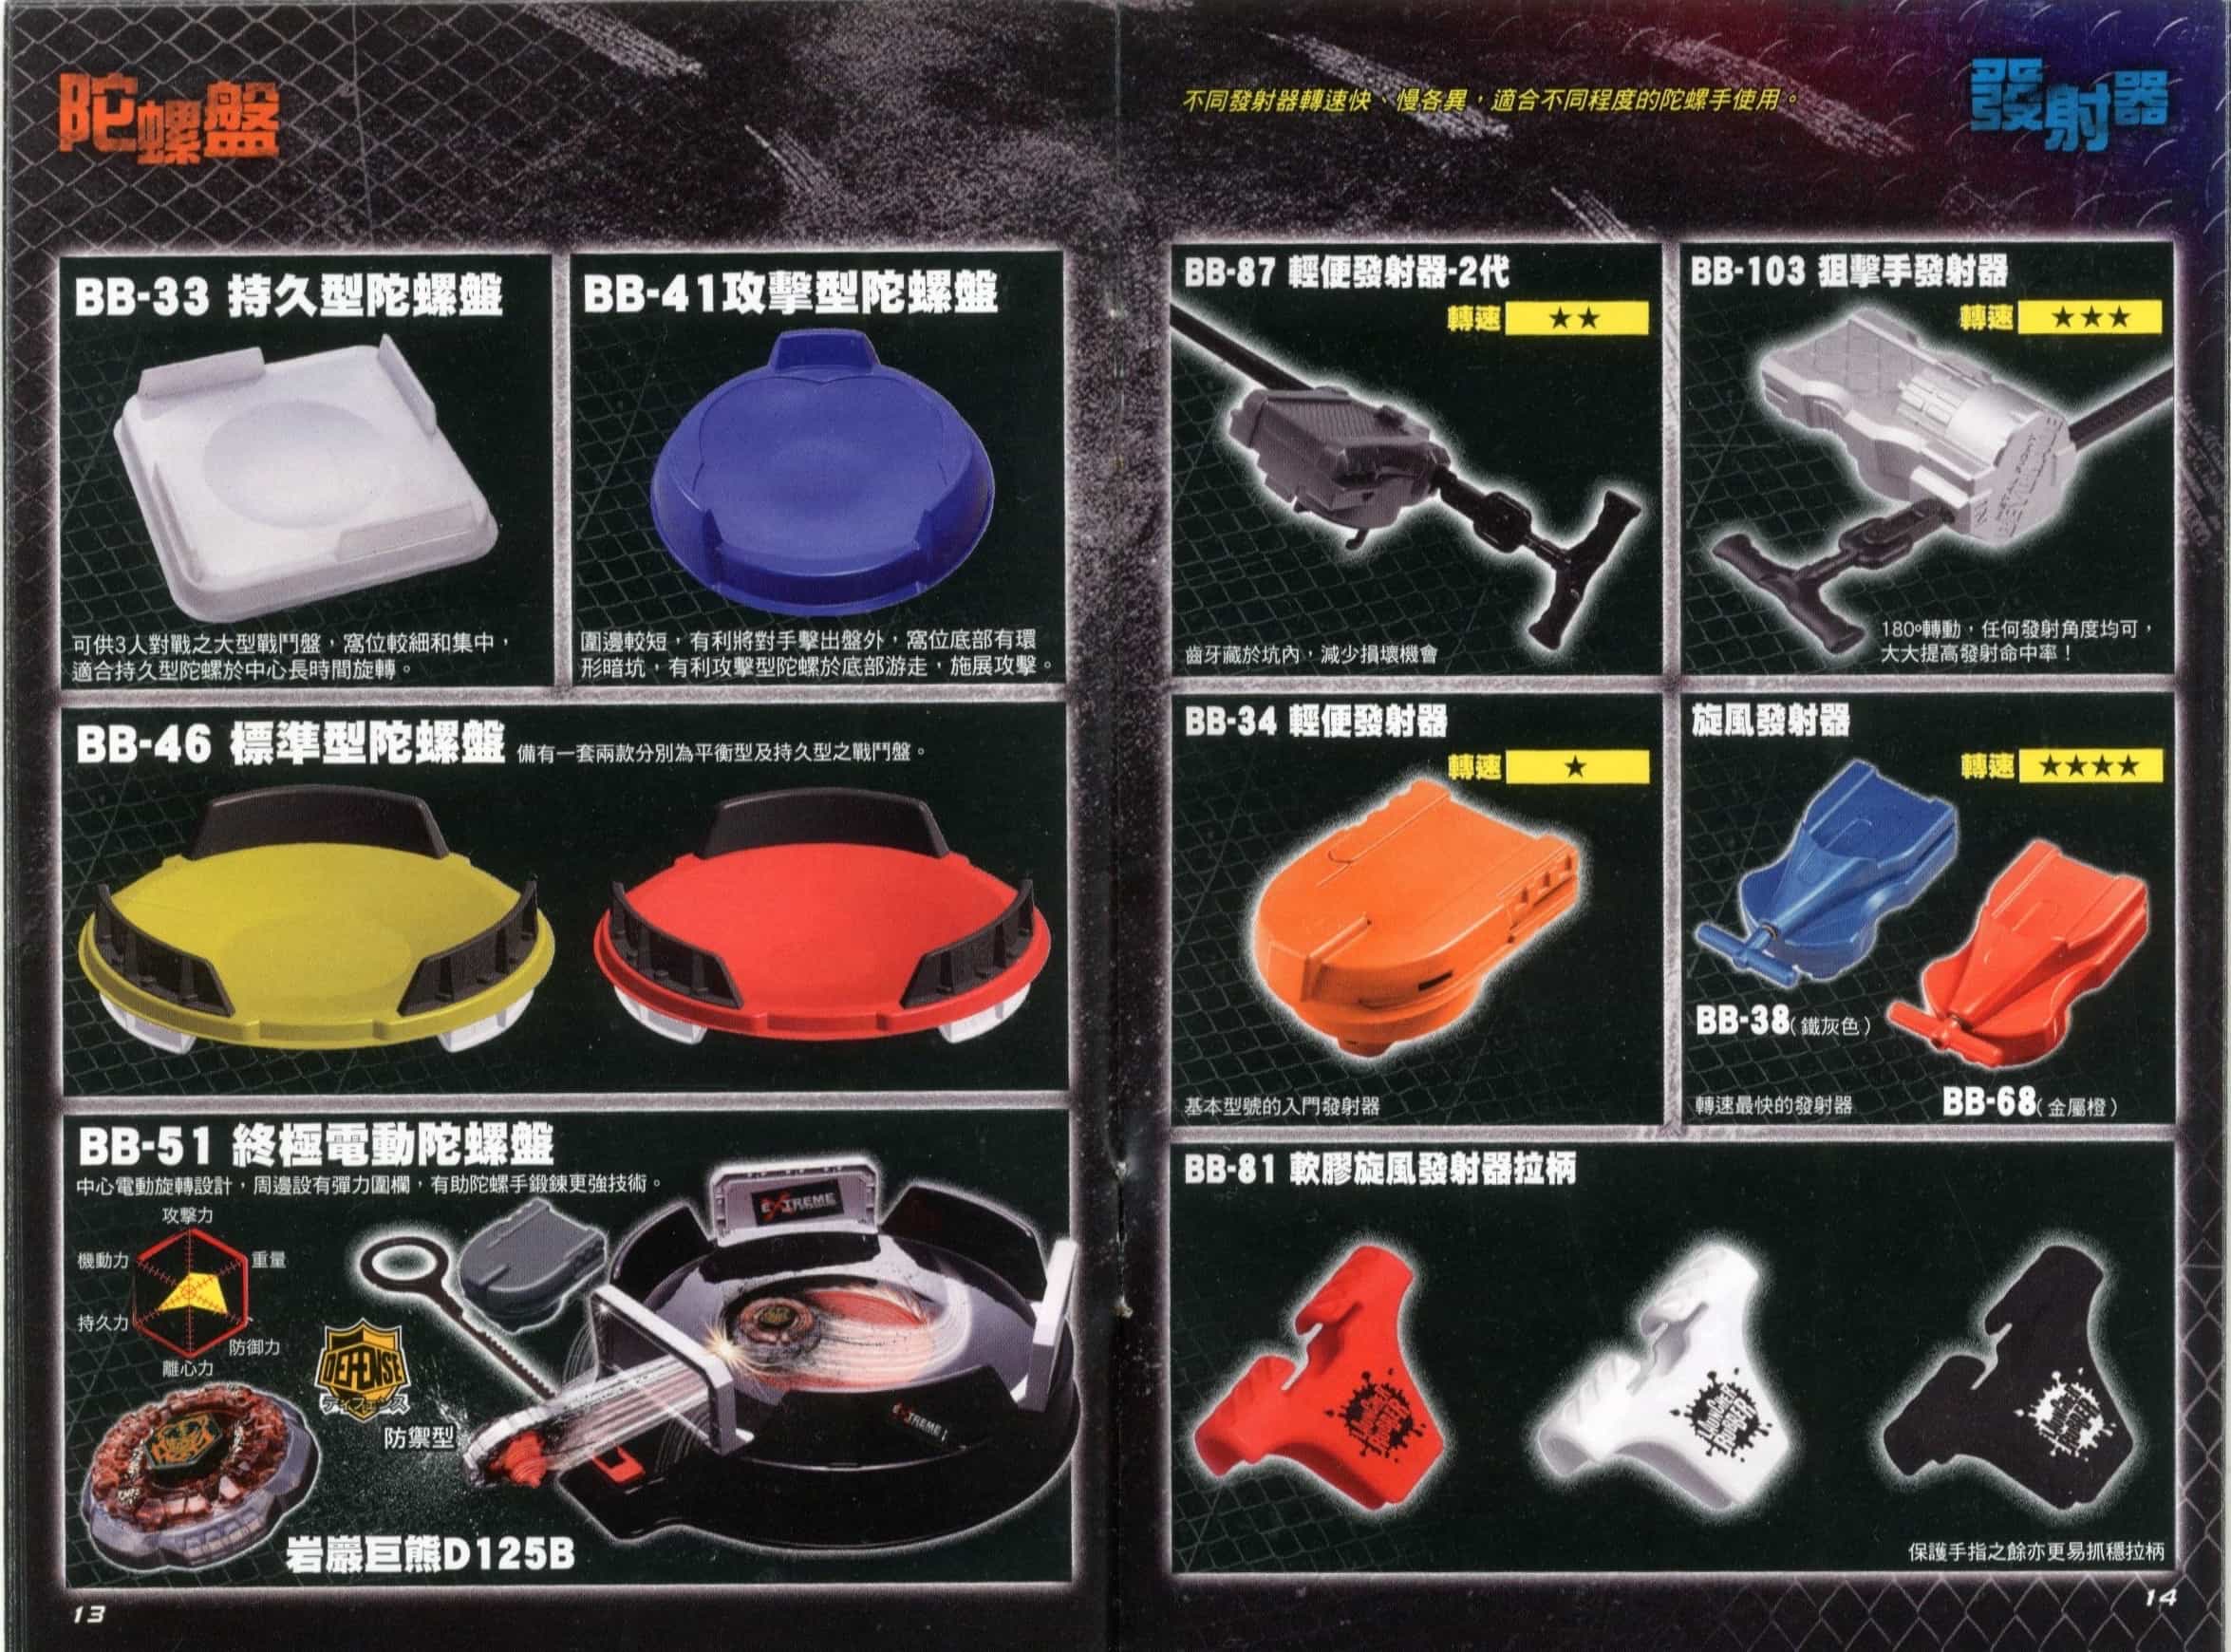 陀螺盤
BB-33 持久型陀螺盤
可供3人對戰之大型戰鬥盤，窩位較細和集中，
適合持久型陀螺於中心長時間旋轉。
BB-41攻擊型陀螺盤
圍邊較短，有利將對手擊出盤外，窩位底部有環
形暗坑，有利攻擊型陀螺於底部游走，施展攻擊。
BB-46 標準型陀螺盤 備有一套兩款分別為平衡型及持久型之戰鬥盤。
BB-51 終極電動陀螺盤
中心電動旋轉設計，周邊設有彈力圍欄，有助陀螺手鍛鍊更強技術。
攻擊力
機動力
重量
持久力
防御力
離心力
DEFENSE
ディフェンス
防禦型
EXTREME
EXTREME
岩巖巨熊D125B
13
不同發射器轉速快、慢各異，適合不同程度的陀螺手使用。
發射器
BB-87 輕便發射器-2代
轉速 ★★
齒牙藏於坑內，減少損壞機會
BB-103 狙擊手發射器
轉速 ★★★
180°轉動，任何發射角度均可，
大大提高發射命中率！
BB-34 輕便發射器
轉速 ★
基本型號的入門發射器
旋風發射器
轉速 ★★★★
BB-38(鐵灰色)
轉速最快的發射器
BB-68(金屬橙)
BB-81 軟膠旋風發射器拉柄
保護手指之餘亦更易抓穩拉柄
14